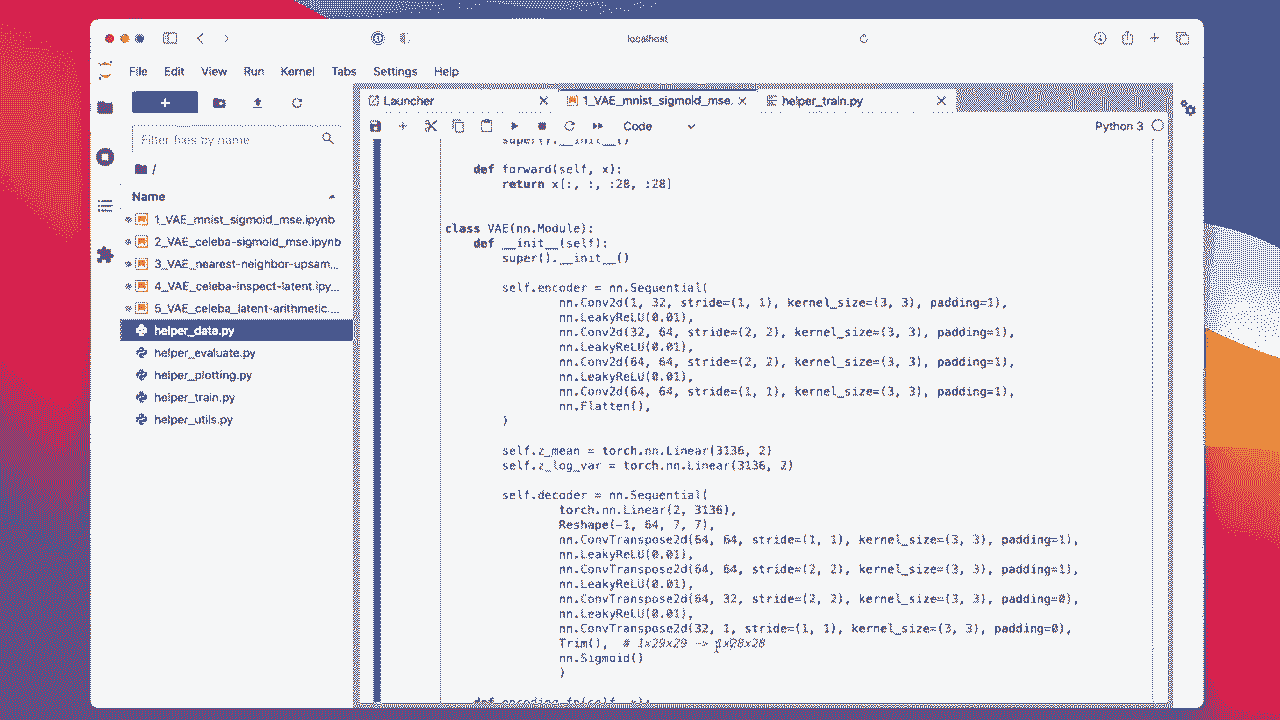 localhost
File Edit View Run Kernel Tabs Settings Help
+
Filter files by name
/
Name
1_VAE_mnist_sigmoid_mse.ipynb
2_VAE_celeba-sigmoid_mse.ipynb
3_VAE_nearest-neighbor-upsam...
4_VAE_celeba-inspect-latent.ipy...
5_VAE_celeba_latent-arithmetic....
helper_data.py
helper_evaluate.py
helper_plotting.py
helper_train.py
helper_utils.py
Launcher
1_VAE_mnist_sigmoid_mse.
helper_train.py
Code
Python 3
super().__init__()
def forward(self, x):
return x[:, :, :28, :28]
class VAE(nn.Module):
def __init__(self):
super().__init__()
self.encoder = nn.Sequential(
nn.Conv2d(1, 32, stride=(1, 1), kernel_size=(3, 3), padding=1),
nn.LeakyReLU(0.01),
nn.Conv2d(32, 64, stride=(2, 2), kernel_size=(3, 3), padding=1),
nn.LeakyReLU(0.01),
nn.Conv2d(64, 64, stride=(2, 2), kernel_size=(3, 3), padding=1),
nn.LeakyReLU(0.01),
nn.Conv2d(64, 64, stride=(1, 1), kernel_size=(3, 3), padding=1),
nn.Flatten(),
)
self.z_mean = torch.nn.Linear(3136, 2)
self.z_log_var = torch.nn.Linear(3136, 2)
self.decoder = nn.Sequential(
torch.nn.Linear(2, 3136),
Reshape(-1, 64, 7, 7),
nn.ConvTranspose2d(64, 64, stride=(1, 1), kernel_size=(3, 3), padding=1),
nn.LeakyReLU(0.01),
nn.ConvTranspose2d(64, 64, stride=(2, 2), kernel_size=(3, 3), padding=1),
nn.LeakyReLU(0.01),
nn.ConvTranspose2d(64, 32, stride=(2, 2), kernel_size=(3, 3), padding=0),
nn.LeakyReLU(0.01),
nn.ConvTranspose2d(32, 1, stride=(1, 1), kernel_size=(3, 3), padding=0),
Trim(), # 1x29x29 -> 1x28x28
nn.Sigmoid()
)
def encoding_fn(self, x):